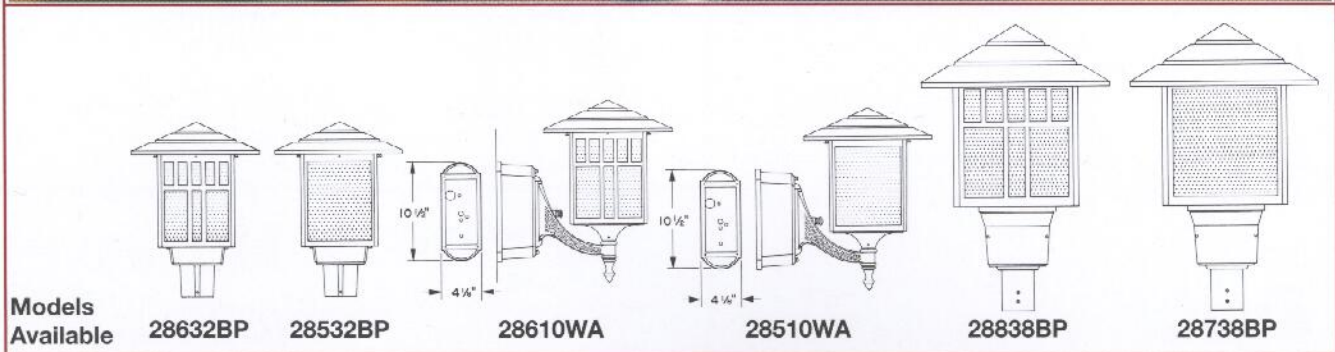 10 ½"
4 ⅛"
10 ½"
4 ⅛"
Models
Available
28632BP
28532BP
28610WA
28510WA
28838BP
28738BP